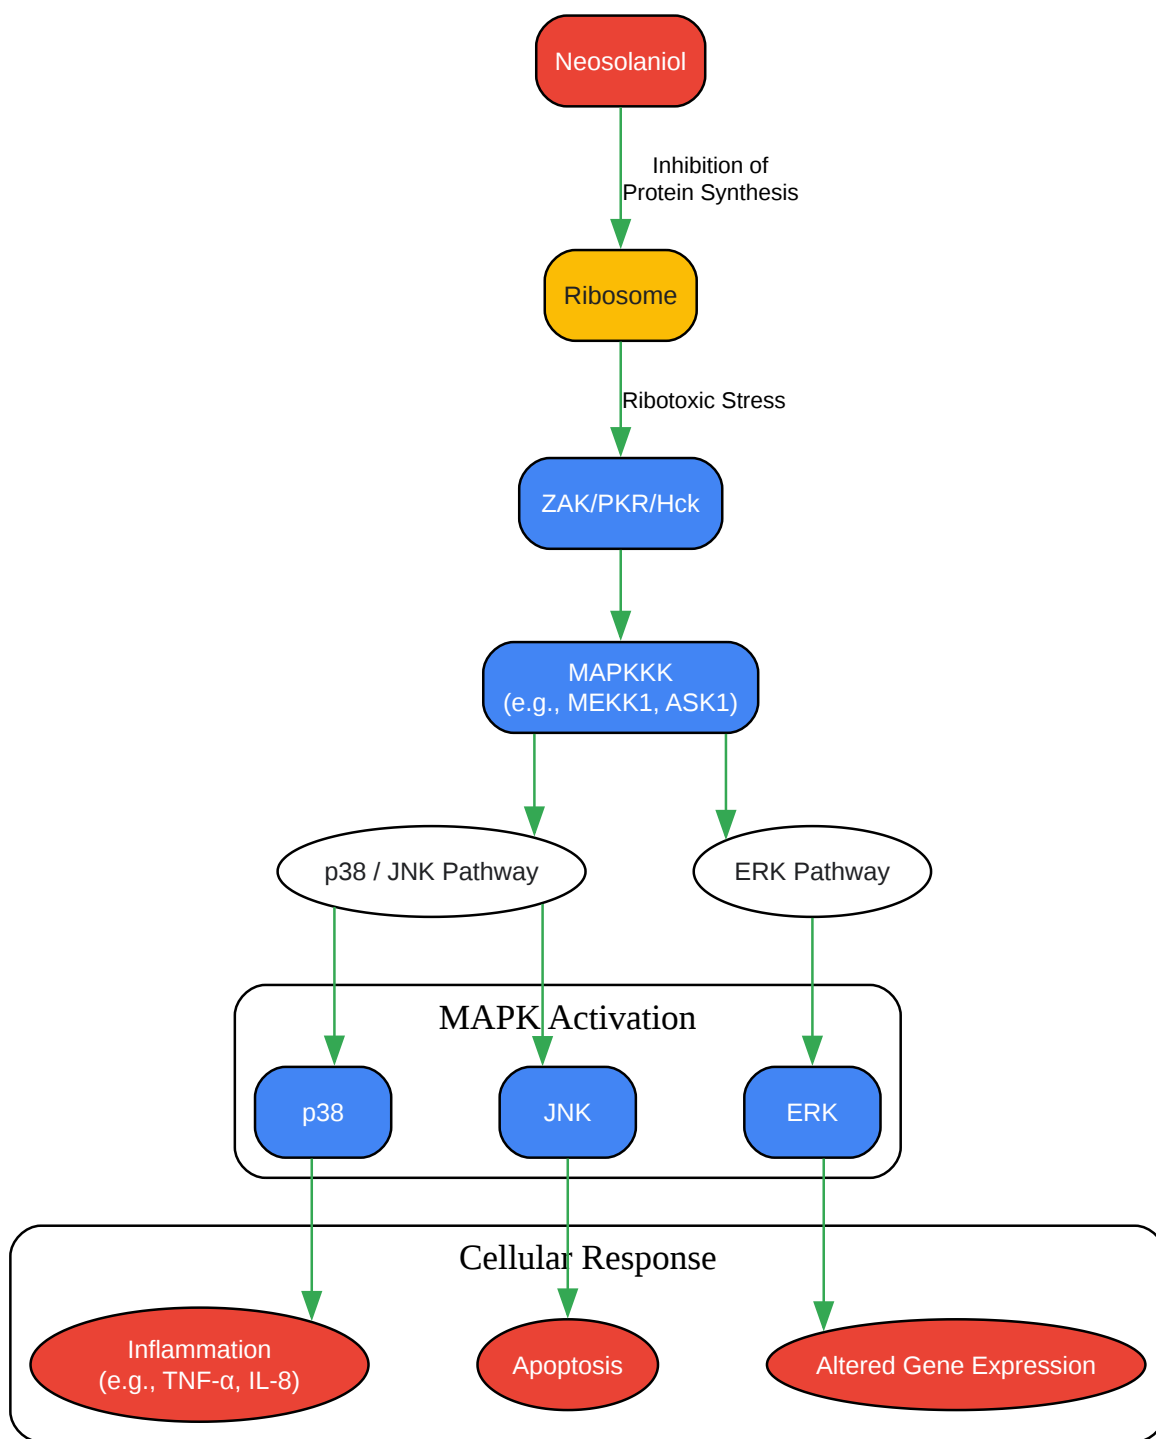 Neosolaniol
Inhibition of
Protein Synthesis
Ribosome
Ribotoxic Stress
ZAK/PKR/Hck
MAPKKK
(e.g., MEKK1, ASK1)
p38 / JNK Pathway
ERK Pathway
MAPK Activation
p38
JNK
ERK
Cellular Response
Inflammation
(e.g., TNF-α, IL-8)
Apoptosis
Altered Gene Expression